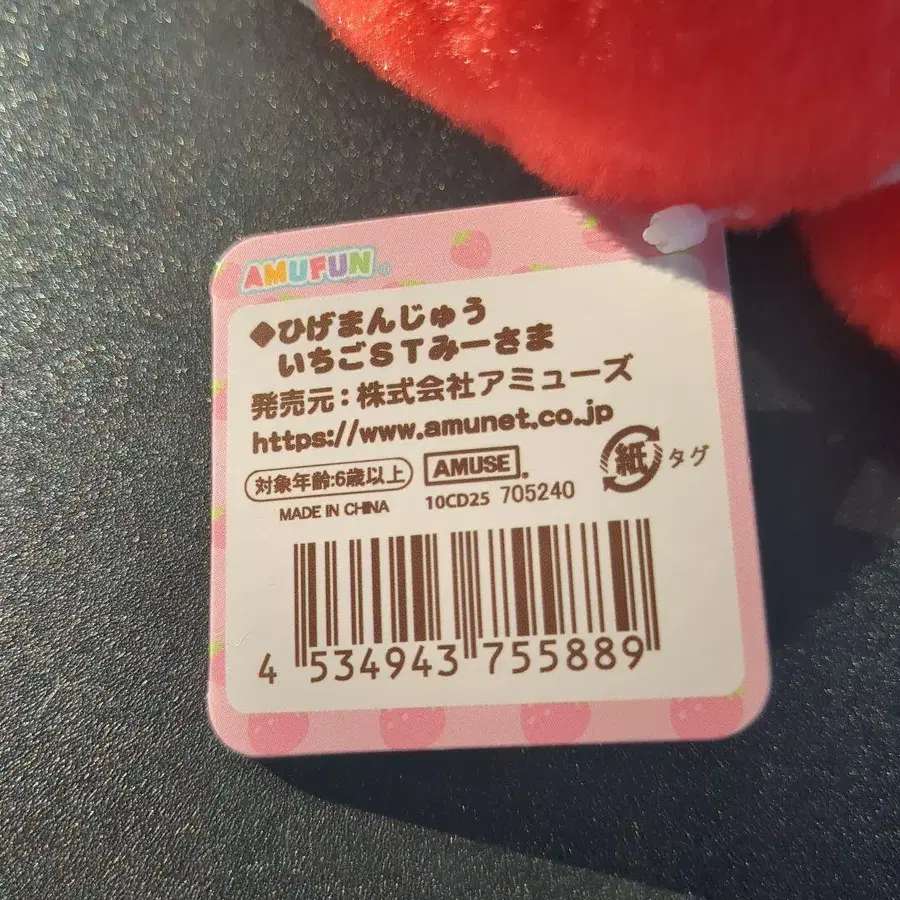 AMUFUN®
◆ひげまんじゅう
いちごSTみーさま
発売元:株式会社アミューズ
https://www.amunet.co.jp
対象年齢:6歳以上 AMUSE® 紙 タグ
MADE IN CHINA 10CD25 705240
4 534943 755889